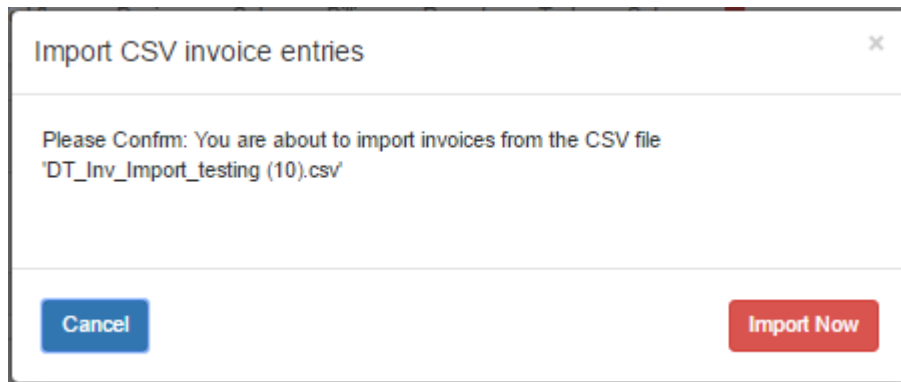 Import CSV invoice entries
×
Please Confrm: You are about to import invoices from the CSV file
'DT_Inv_Import_testing (10).csv'
Cancel
Import Now